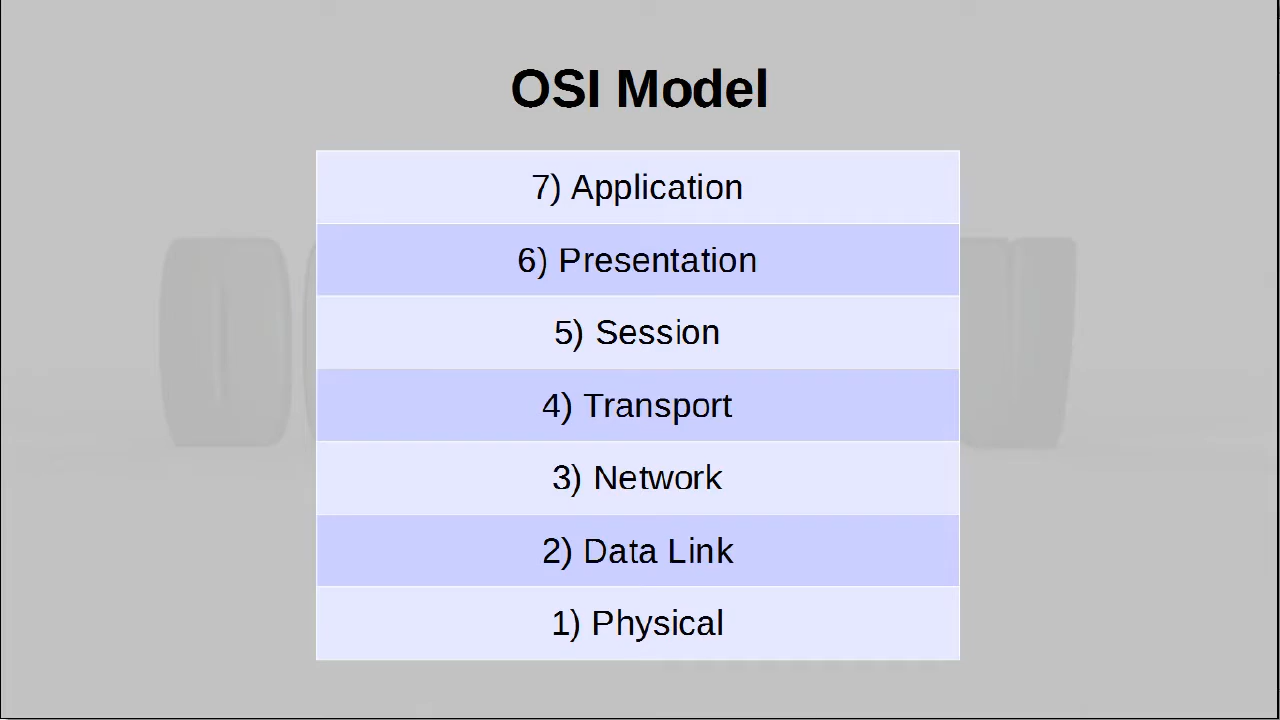 OSI Model
7) Application
6) Presentation
5) Session
4) Transport
3) Network
2) Data Link
1) Physical